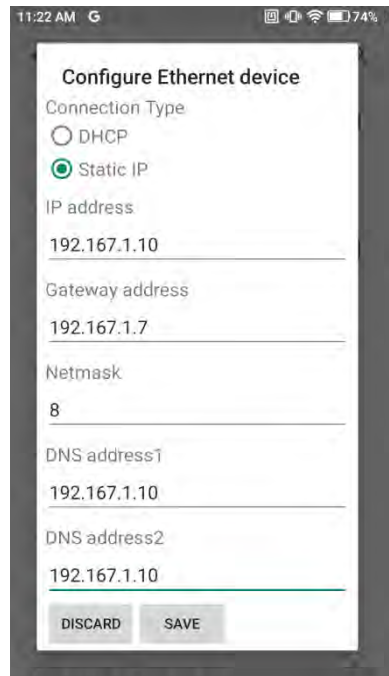 11:22 AM G 74%
Configure Ethernet device
Connection Type
DHCP
Static IP
IP address
192.167.1.10
Gateway address
192.167.1.7
Netmask
8
DNS address1
192.167.1.10
DNS address2
192.167.1.10
DISCARD SAVE